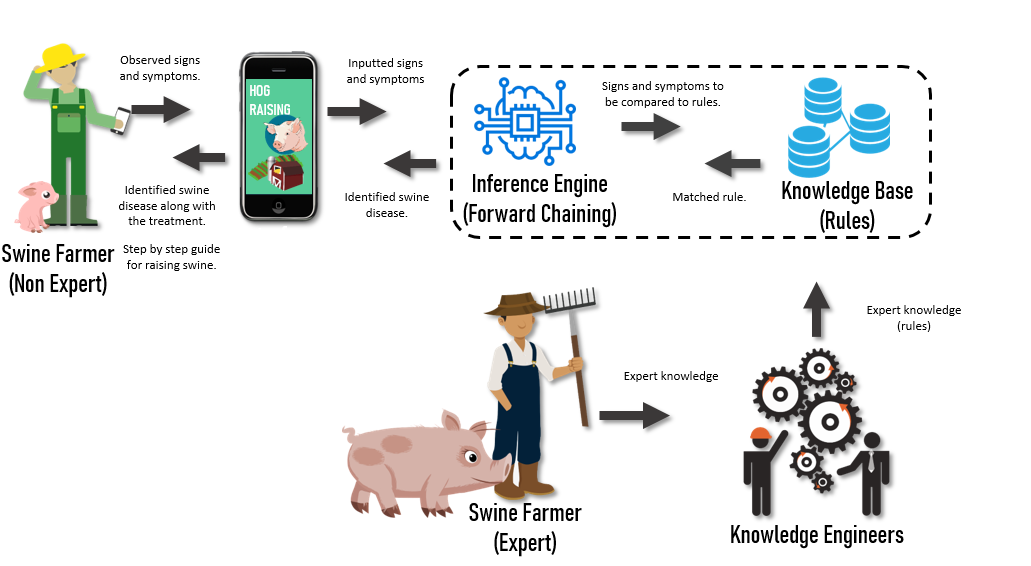 Observed signs
and symptoms.
Inputted signs
and symptoms
Signs and symptoms to
be compared to rules.
HOG
RAISING
Identified swine
disease along with
the treatment.
Step by step guide
for raising swine.
Identified swine
disease.
Matched rule.
Inference Engine
(Forward Chaining)
Knowledge Base
(Rules)
Swine Farmer
(Non Expert)
Expert knowledge
(rules)
Expert knowledge
Swine Farmer
(Expert)
Knowledge Engineers